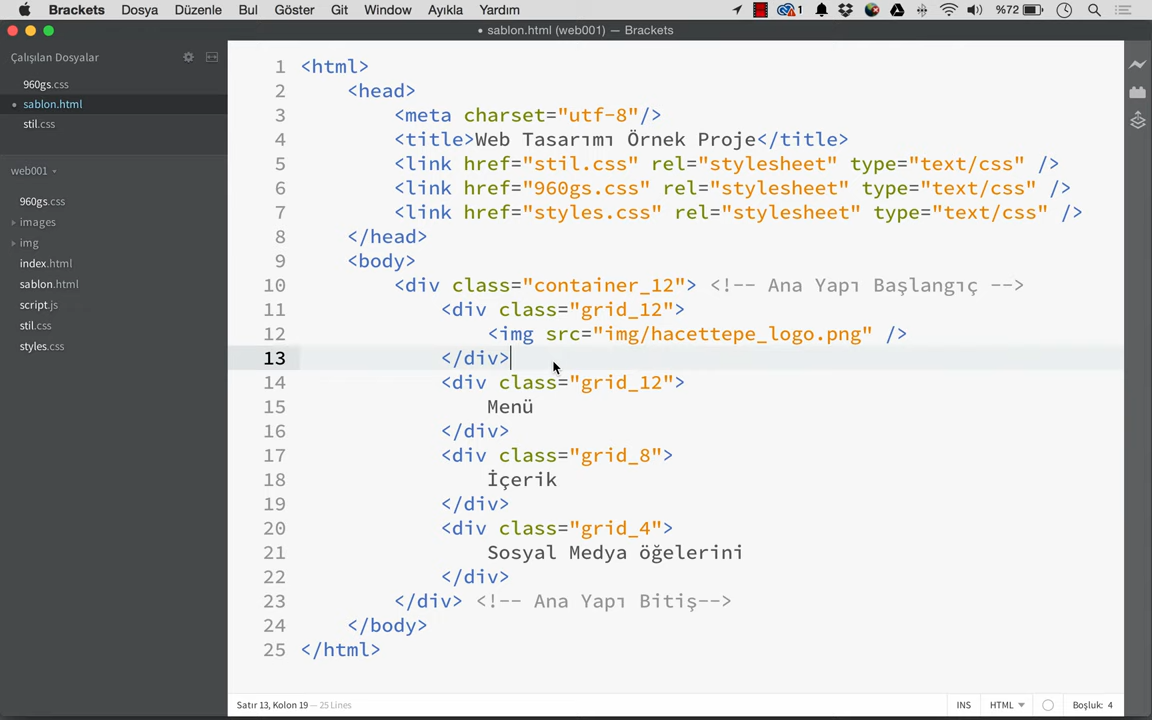 Brackets Dosya Düzenle Bul Göster Git Window Ayıkla Yardım 1 %72
• sablon.html (web001) — Brackets
Çalışılan Dosyalar
960gs.css
• sablon.html
stil.css
web001
960gs.css
images
img
index.html
sablon.html
script.js
stil.css
styles.css
1 <html>
2 <head>
3 <meta charset="utf-8"/>
4 <title>Web Tasarımı Örnek Proje</title>
5 <link href="stil.css" rel="stylesheet" type="text/css" />
6 <link href="960gs.css" rel="stylesheet" type="text/css" />
7 <link href="styles.css" rel="stylesheet" type="text/css" />
8 </head>
9 <body>
10 <div class="container_12"> <!-- Ana Yapı Başlangıç -->
11 <div class="grid_12">
12 <img src="img/hacettepe_logo.png" />
13 </div>
14 <div class="grid_12">
15 Menü
16 </div>
17 <div class="grid_8">
18 İçerik
19 </div>
20 <div class="grid_4">
21 Sosyal Medya öğelerini
22 </div>
23 </div> <!-- Ana Yapı Bitiş-->
24 </body>
25 </html>
Satır 13, Kolon 19 — 25 Lines
INS HTML Boşluk: 4